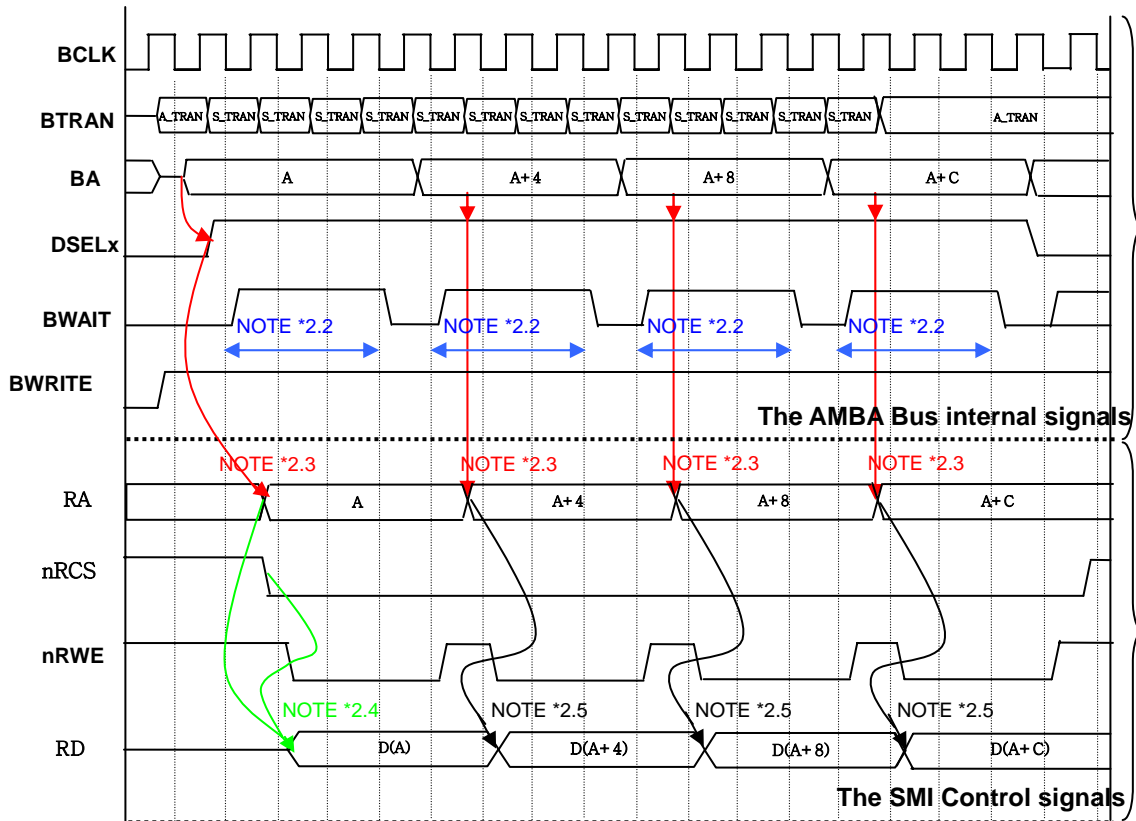 BCLK
BTRAN A_TRAN S_TRAN S_TRAN S_TRAN S_TRAN S_TRAN S_TRAN S_TRAN S_TRAN S_TRAN S_TRAN S_TRAN S_TRAN A_TRAN
BA A A+4 A+8 A+C
DSELx
BWAIT
NOTE *2.2 NOTE *2.2 NOTE *2.2 NOTE *2.2
BWRITE
The AMBA Bus internal signals
NOTE *2.3 NOTE *2.3 NOTE *2.3 NOTE *2.3
RA A A+4 A+8 A+C
nRCS
nRWE
NOTE *2.4 NOTE *2.5 NOTE *2.5 NOTE *2.5
RD D(A) D(A+4) D(A+8) D(A+C)
The SMI Control signals